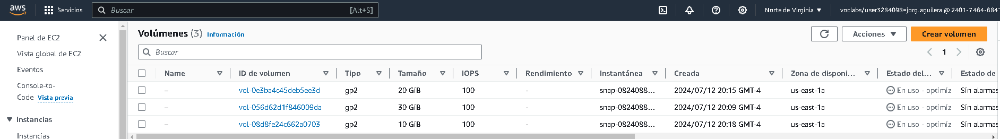 aws Servicios Buscar [Alt+S] Norte de Virginia voclabs/user3284098=jorg.aguilera @ 2401-7464-6841
Panel de EC2
Vista global de EC2
Eventos
Console-to-
Code Vista previa
Instancias
Instancias
Volúmenes (3) Información Acciones Crear volumen
Buscar 1
Name ID de volumen Tipo Tamaño IOPS Rendimiento Instantánea Creada Zona de disponi... Estado del... Estado de
– vol-0e3ba4c45deb5ee3d gp2 20 GiB 100 - snap-0824088... 2024/07/12 20:15 GMT-4 us-east-1a En uso - optimiz Sin alarmas
– vol-056d62d1f846009da gp2 30 GiB 100 - snap-0824088... 2024/07/12 20:09 GMT-4 us-east-1a En uso - optimiz Sin alarmas
– vol-08d8fe24c662a0703 gp2 10 GiB 100 - snap-0824088... 2024/07/12 20:18 GMT-4 us-east-1a En uso - optimiz Sin alarmas